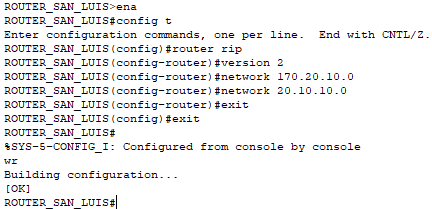 ROUTER_SAN_LUIS>ena
ROUTER_SAN_LUIS#config t
Enter configuration commands, one per line.  End with CNTL/Z.
ROUTER_SAN_LUIS(config)#router rip
ROUTER_SAN_LUIS(config-router)#version 2
ROUTER_SAN_LUIS(config-router)#network 170.20.10.0
ROUTER_SAN_LUIS(config-router)#network 20.10.10.0
ROUTER_SAN_LUIS(config-router)#exit
ROUTER_SAN_LUIS(config)#exit
ROUTER_SAN_LUIS#
%SYS-5-CONFIG_I: Configured from console by console
wr
Building configuration...
[OK]
ROUTER_SAN_LUIS#